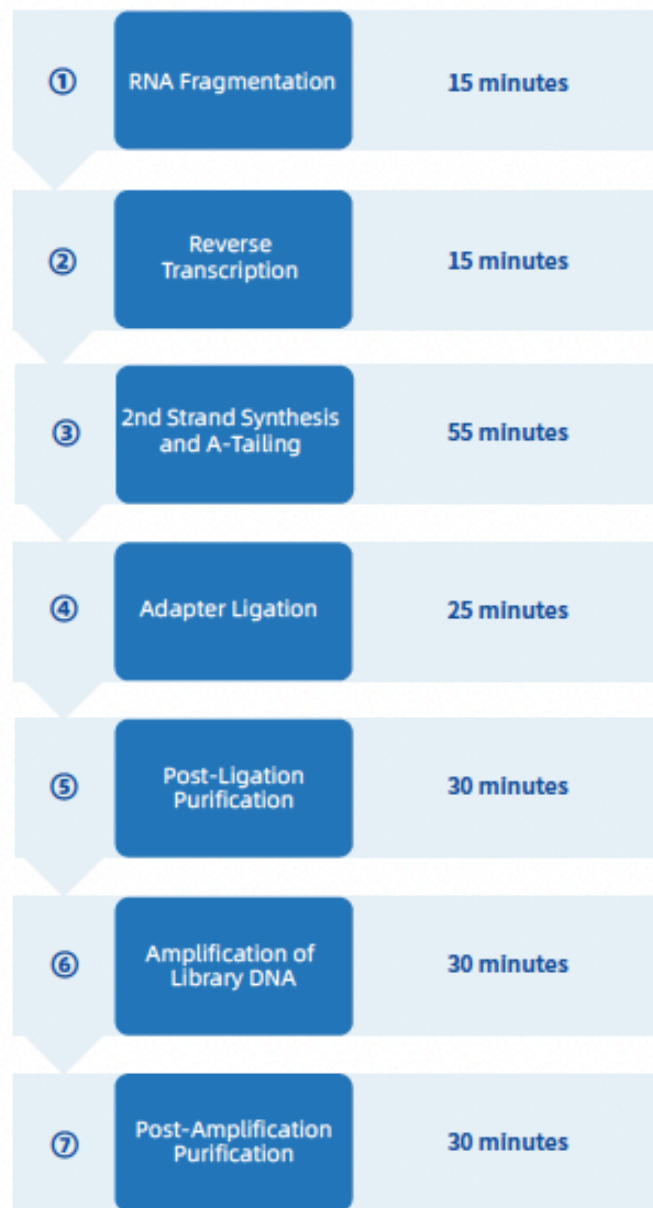 ① RNA Fragmentation 15 minutes
② Reverse
Transcription 15 minutes
③ 2nd Strand Synthesis
and A-Tailing 55 minutes
④ Adapter Ligation 25 minutes
⑤ Post-Ligation
Purification 30 minutes
⑥ Amplification of
Library DNA 30 minutes
⑦ Post-Amplification
Purification 30 minutes